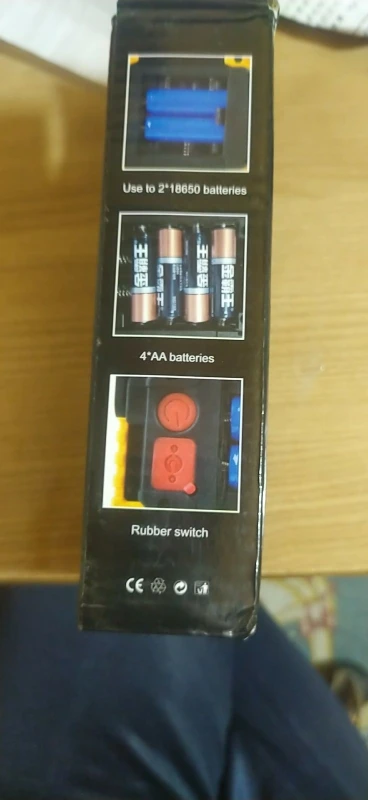 Use to 2*18650 batteries
4*AA batteries
Rubber switch
CE